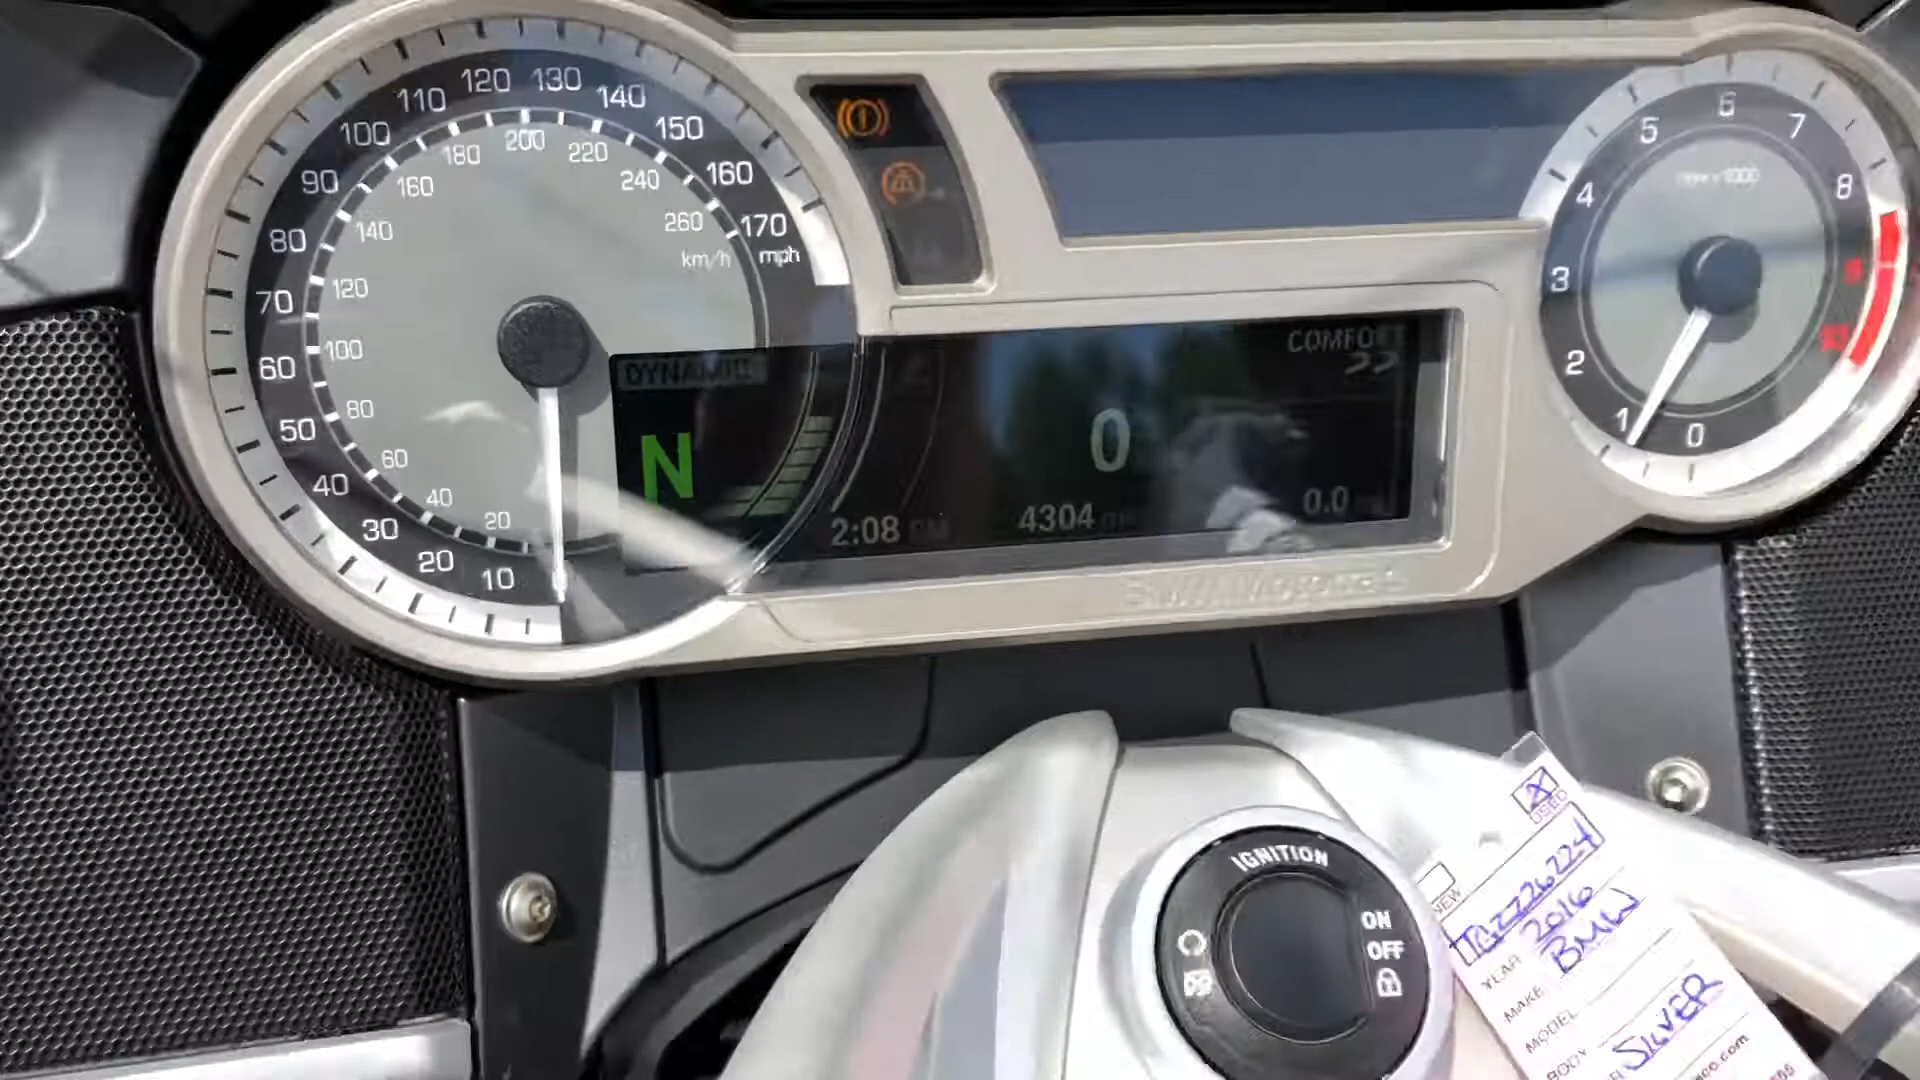 10
20
30
40
50
60
70
80
90
100
110
120
130
140
150
160
170
mph
20
40
60
80
100
120
140
160
180
200
220
240
260
km/h
N
COMFORT
>>
0
2:08 PM
4304
0.0
0
1
2
3
4
5
6
7
8
IGNITION
ON
OFF
USED
NEW
YEAR 2016
MAKE BMW
MODEL
BODY
SILVER